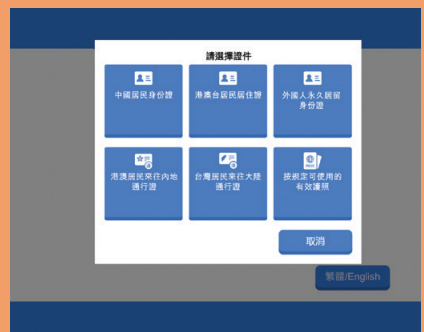 請選擇證件
中國居民身份證
港澳台居民居住證
外國人永久居留
身份證
港澳居民來往內地
通行證
台灣居民來往大陸
通行證
按規定可使用的
有效護照
取消
繁體/English